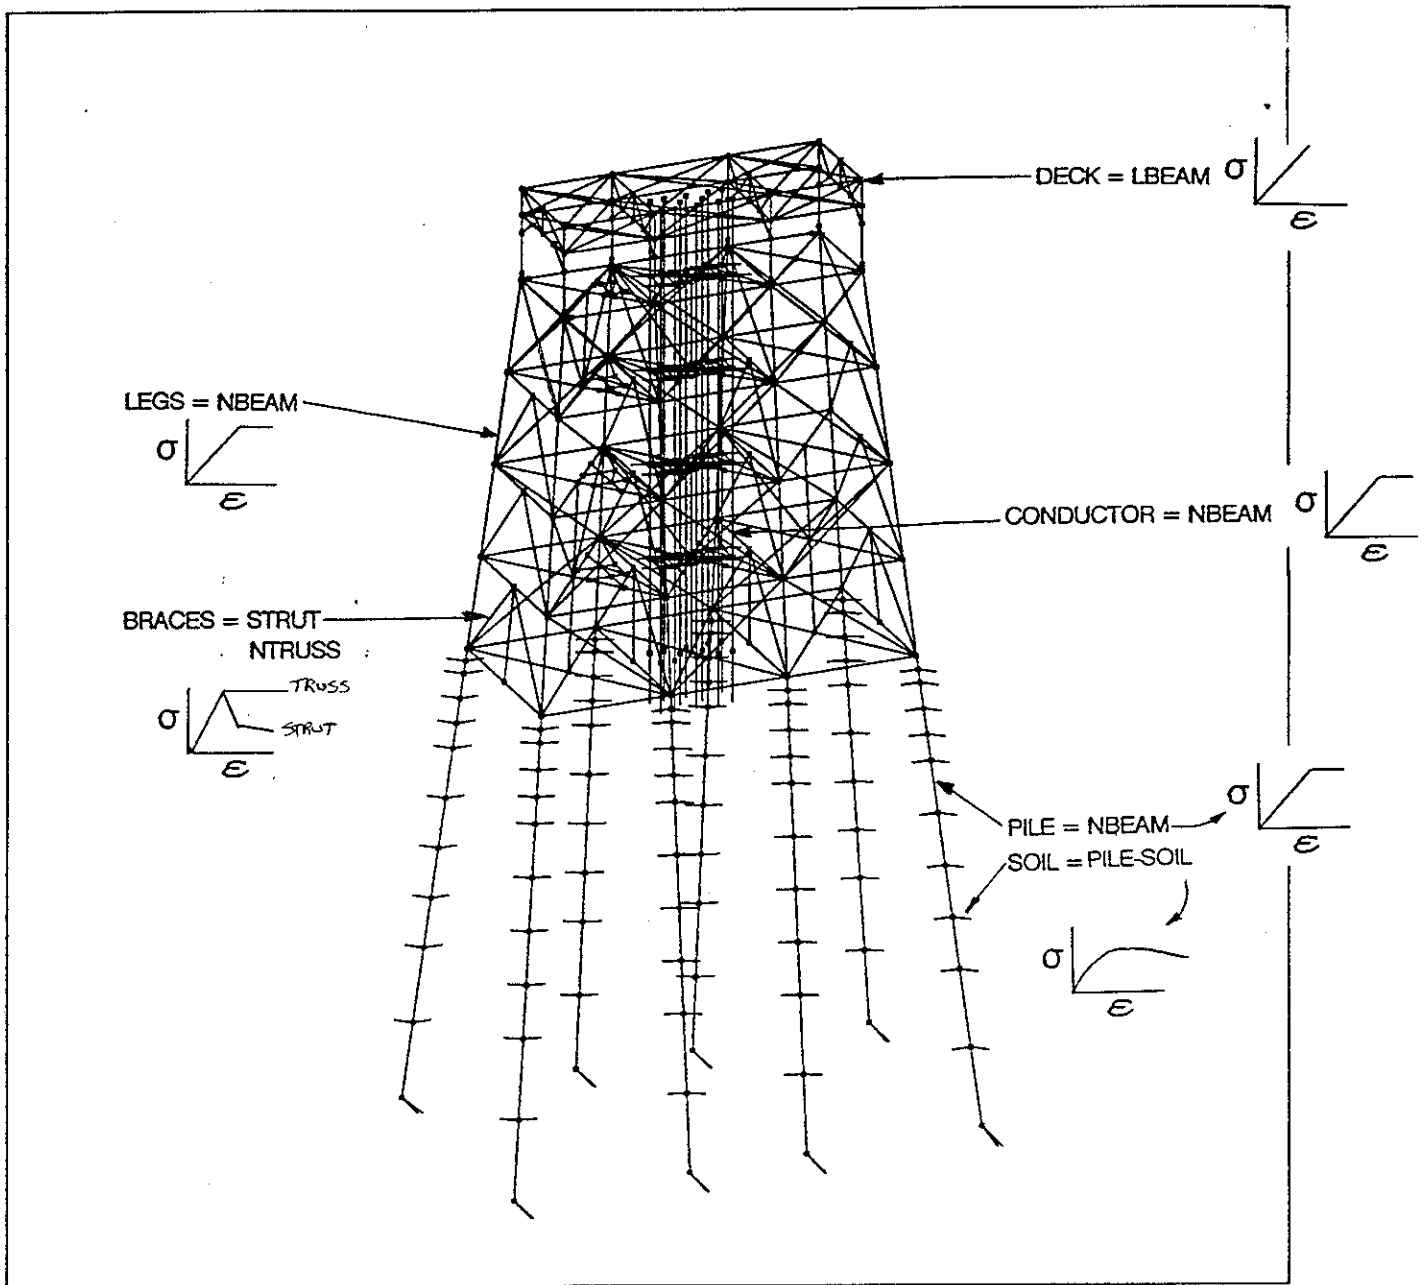 DECK = LBEAM
σ
ε
LEGS = NBEAM
σ
ε
CONDUCTOR = NBEAM
σ
ε
BRACES = STRUT
NTRUSS
TRUSS
STRUT
σ
ε
PILE = NBEAM
σ
ε
SOIL = PILE-SOIL
σ
ε